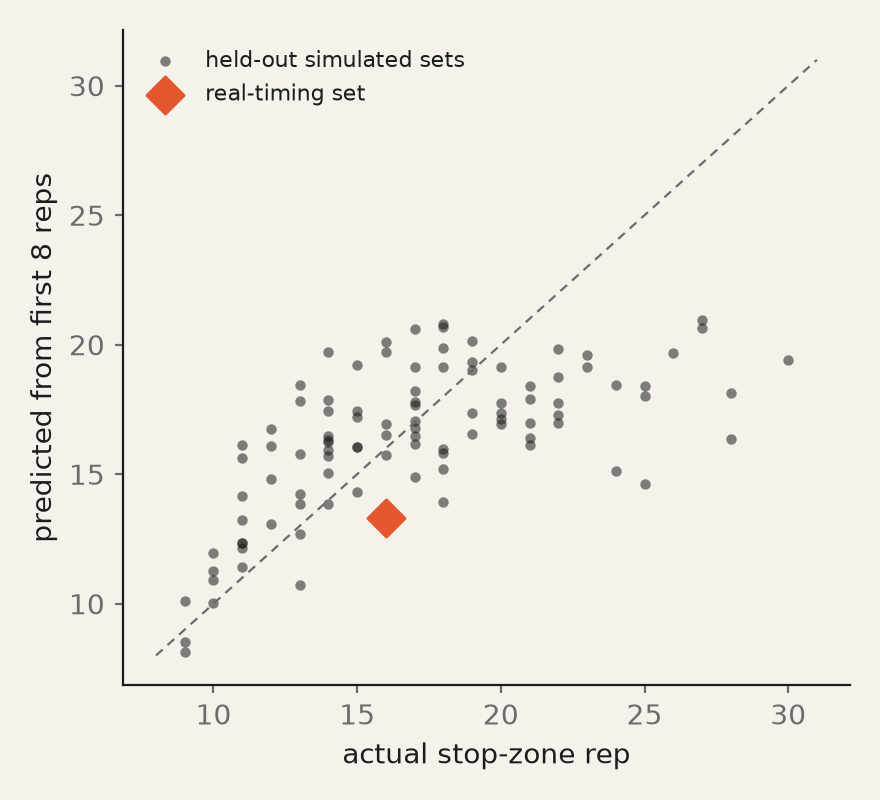 held-out simulated sets
real-timing set
30
25
20
15
10
predicted from first 8 reps
10 15 20 25 30
actual stop-zone rep